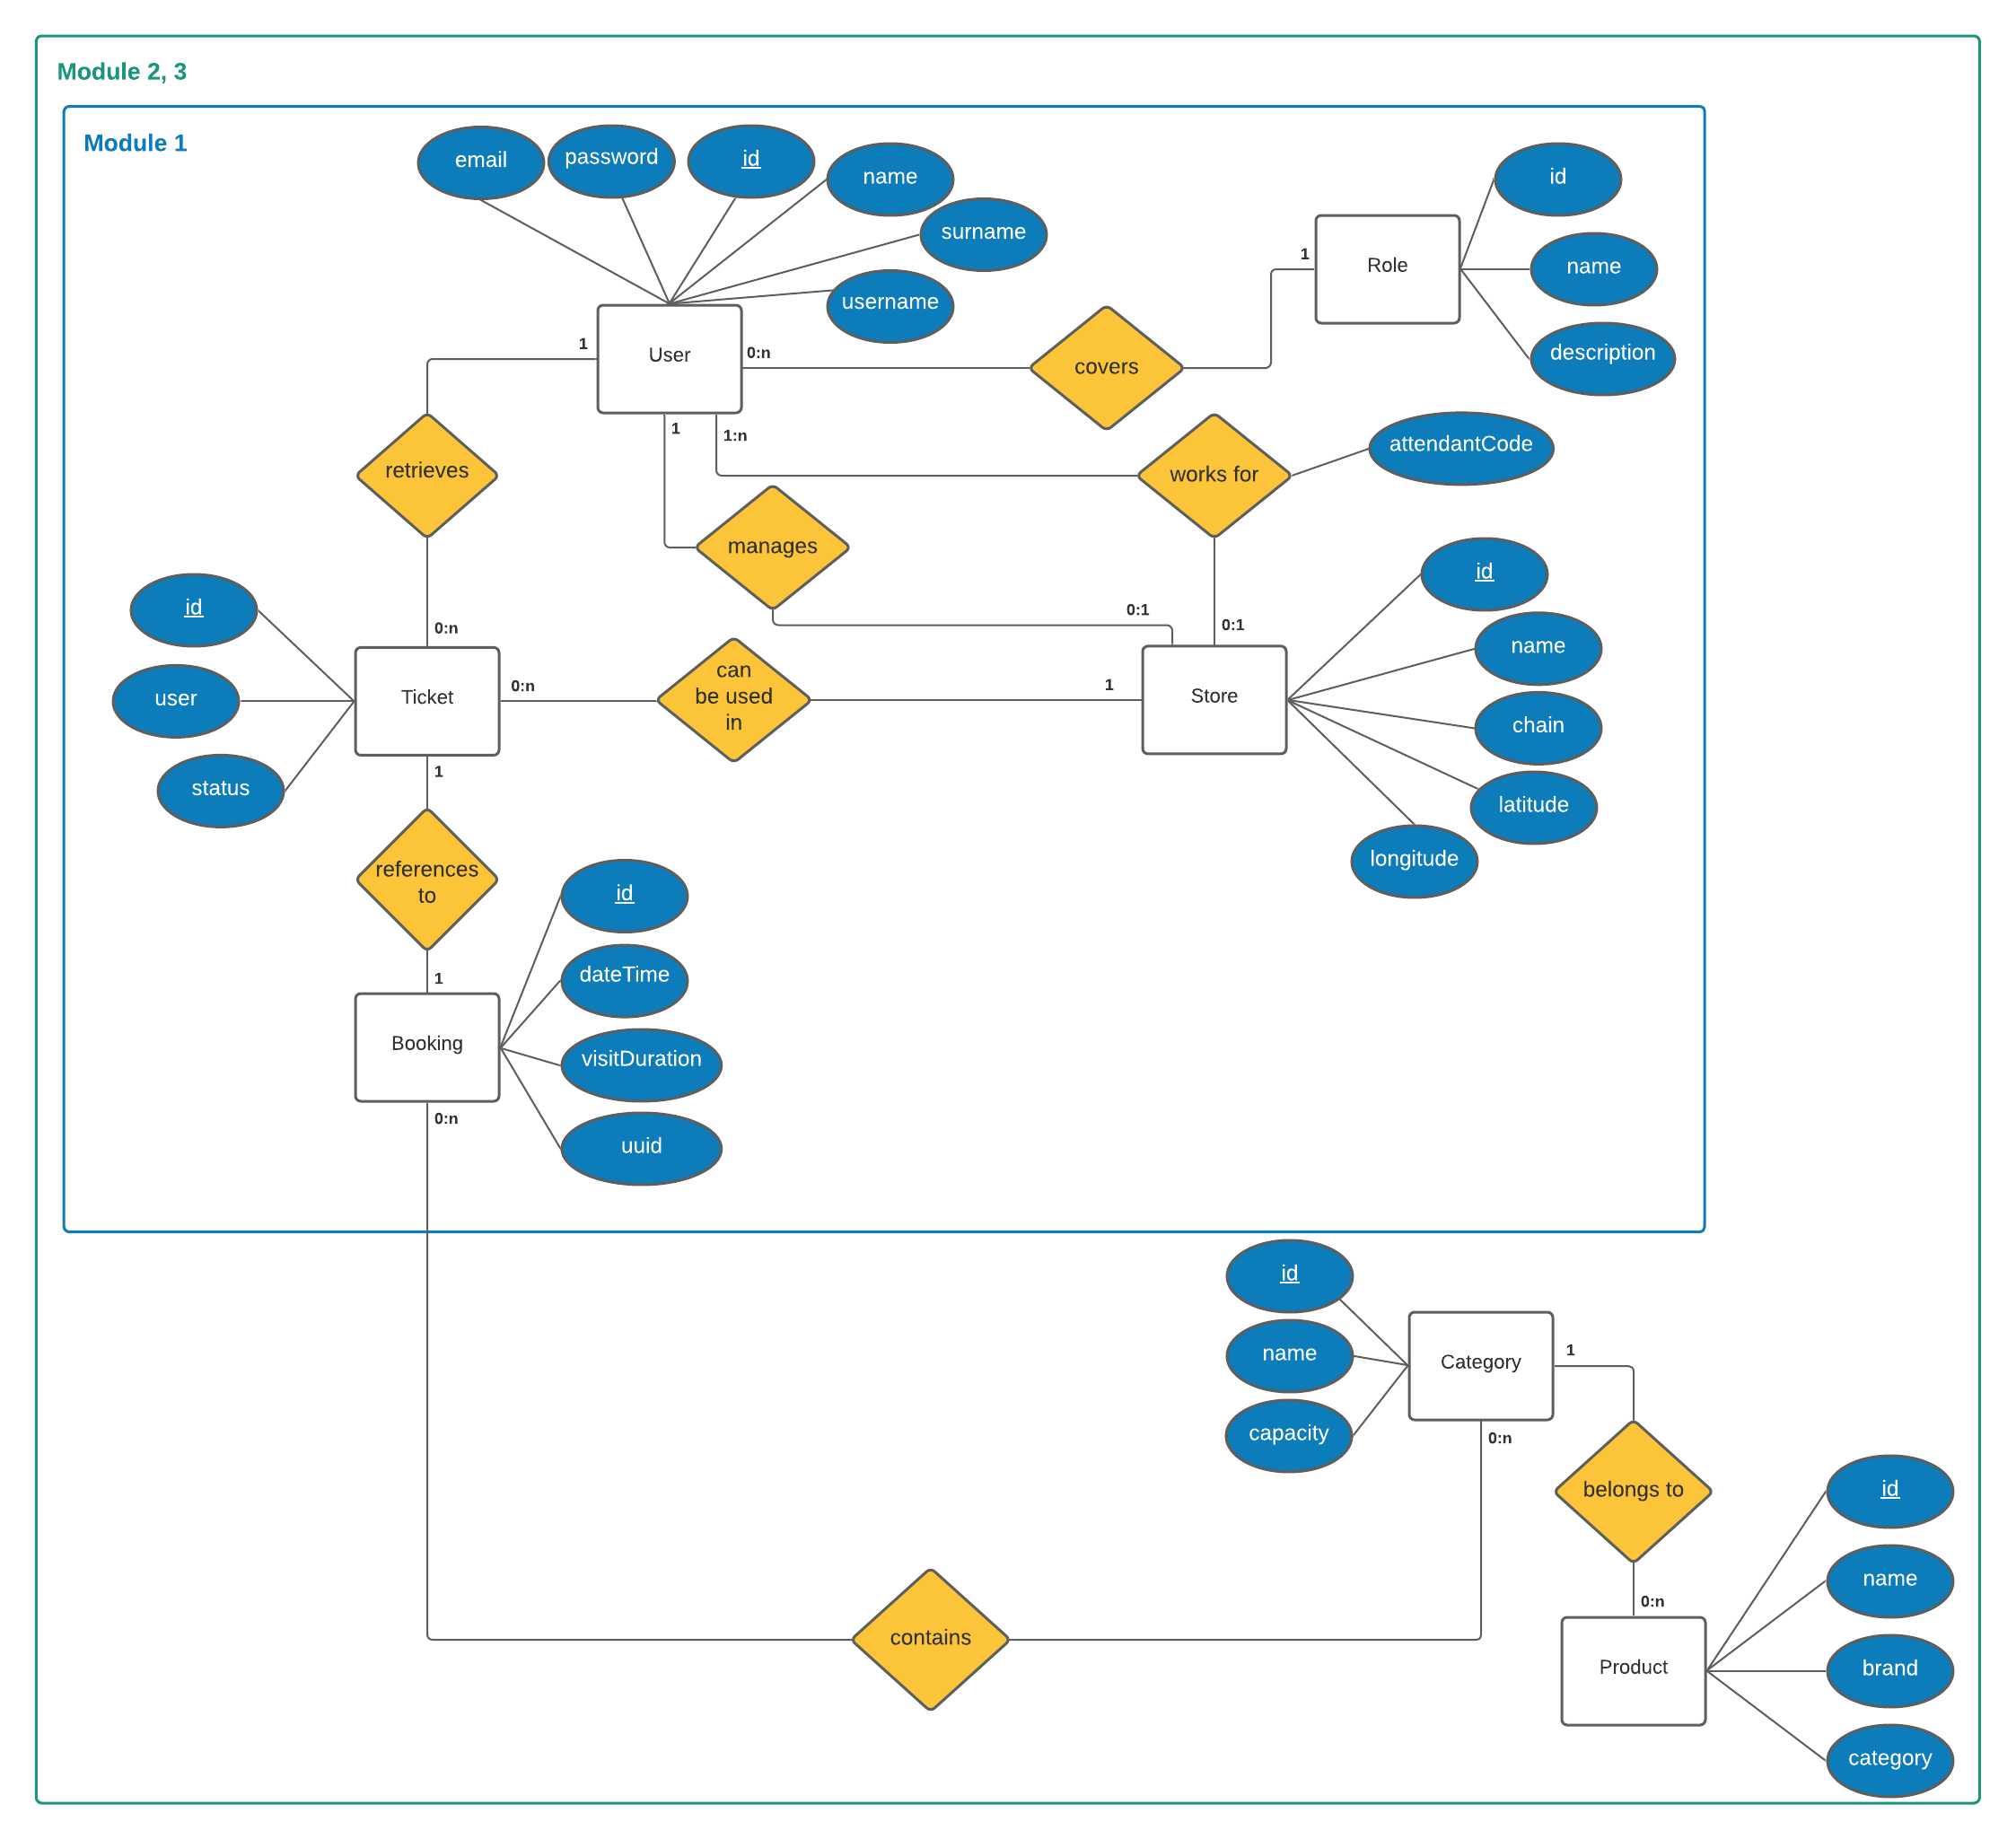 Module 2, 3
Module 1
email
password
id
name
surname
username
id
name
description
Role
1
User
1
0:n
covers
1
1:n
retrieves
works for
attendantCode
manages
id
name
chain
latitude
longitude
0:1
0:1
id
user
status
0:n
Ticket
0:n
can
be used
in
1
Store
1
references
to
1
id
dateTime
visitDuration
uuid
Booking
0:n
id
name
capacity
Category
1
0:n
belongs to
0:n
id
name
brand
category
Product
contains